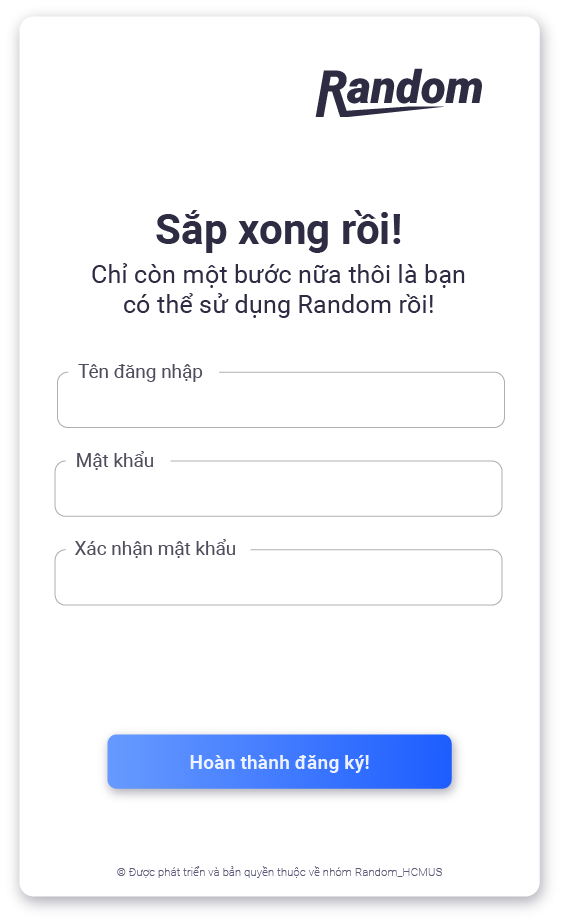 Random
Sắp xong rồi!
Chỉ còn một bước nữa thôi là bạn
có thể sử dụng Random rồi!
Tên đăng nhập
Mật khẩu
Xác nhận mật khẩu
Hoàn thành đăng ký!
© Được phát triển và bản quyền thuộc về nhóm Random_HCMUS